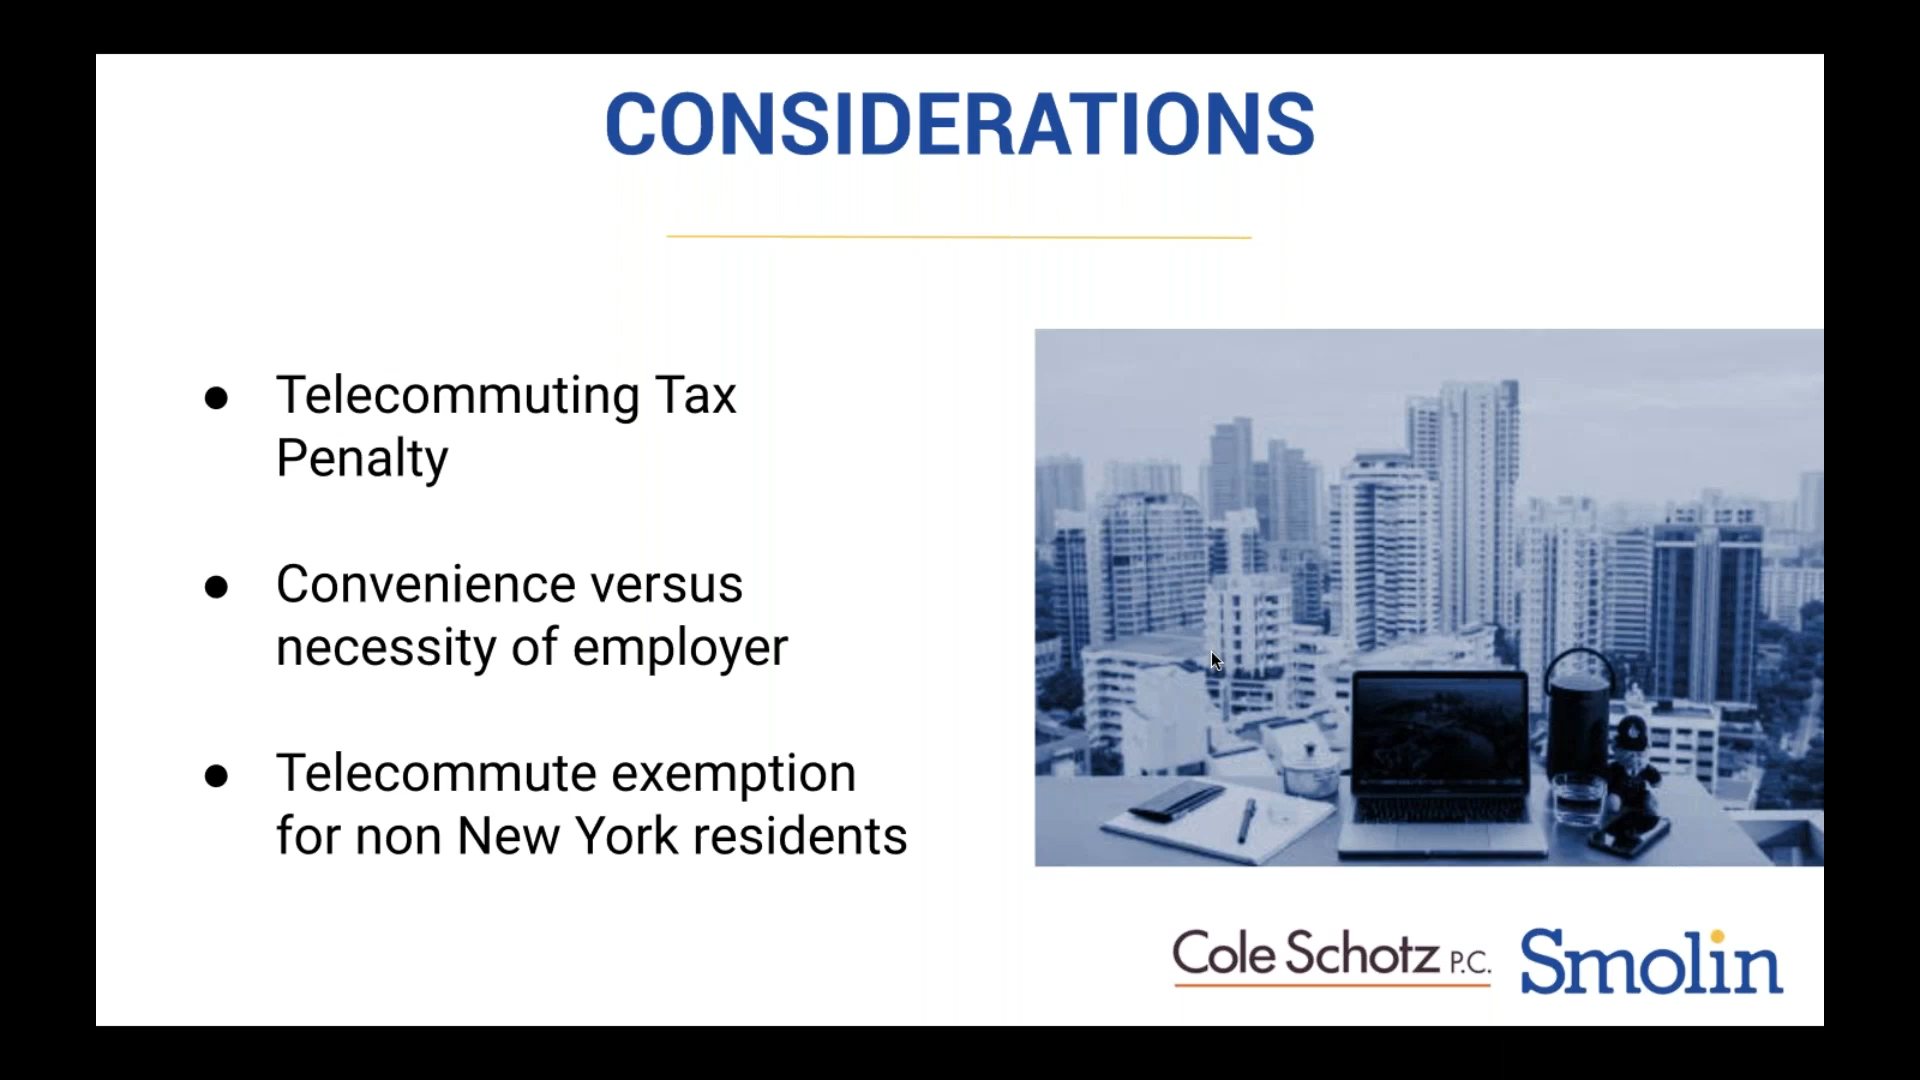 CONSIDERATIONS
● Telecommuting Tax
Penalty
● Convenience versus
necessity of employer
● Telecommute exemption
for non New York residents
Cole Schotz P.C.
Smolin